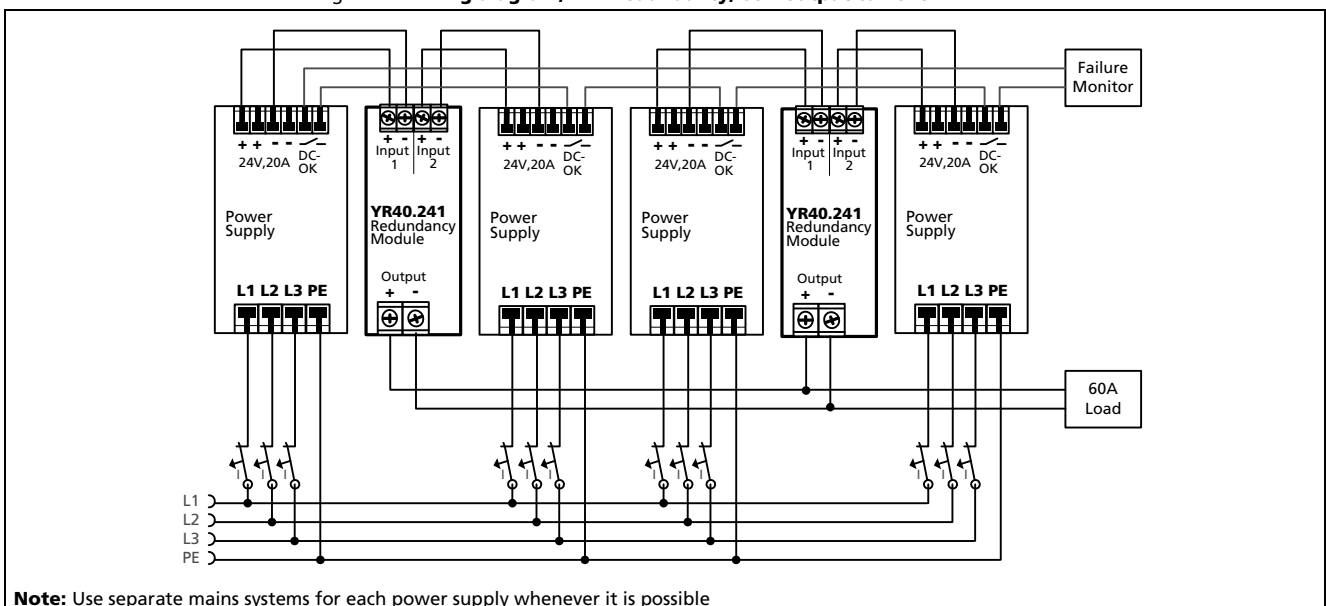 Failure
Monitor
+ + - - DC-
24V,20A OK
Power
Supply
L1 L2 L3 PE
+ - + -
Input Input
1 2
YR40.241
Redundancy
Module
Output
+ -
+ + - - DC-
24V,20A OK
Power
Supply
L1 L2 L3 PE
+ + - - DC-
24V,20A OK
Power
Supply
L1 L2 L3 PE
+ - + -
Input Input
1 2
YR40.241
Redundancy
Module
Output
+ -
+ + - - DC-
24V,20A OK
Power
Supply
L1 L2 L3 PE
60A
Load
I I I I I I I I I I I I
L1
L2
L3
PE
Note: Use separate mains systems for each power supply whenever it is possible